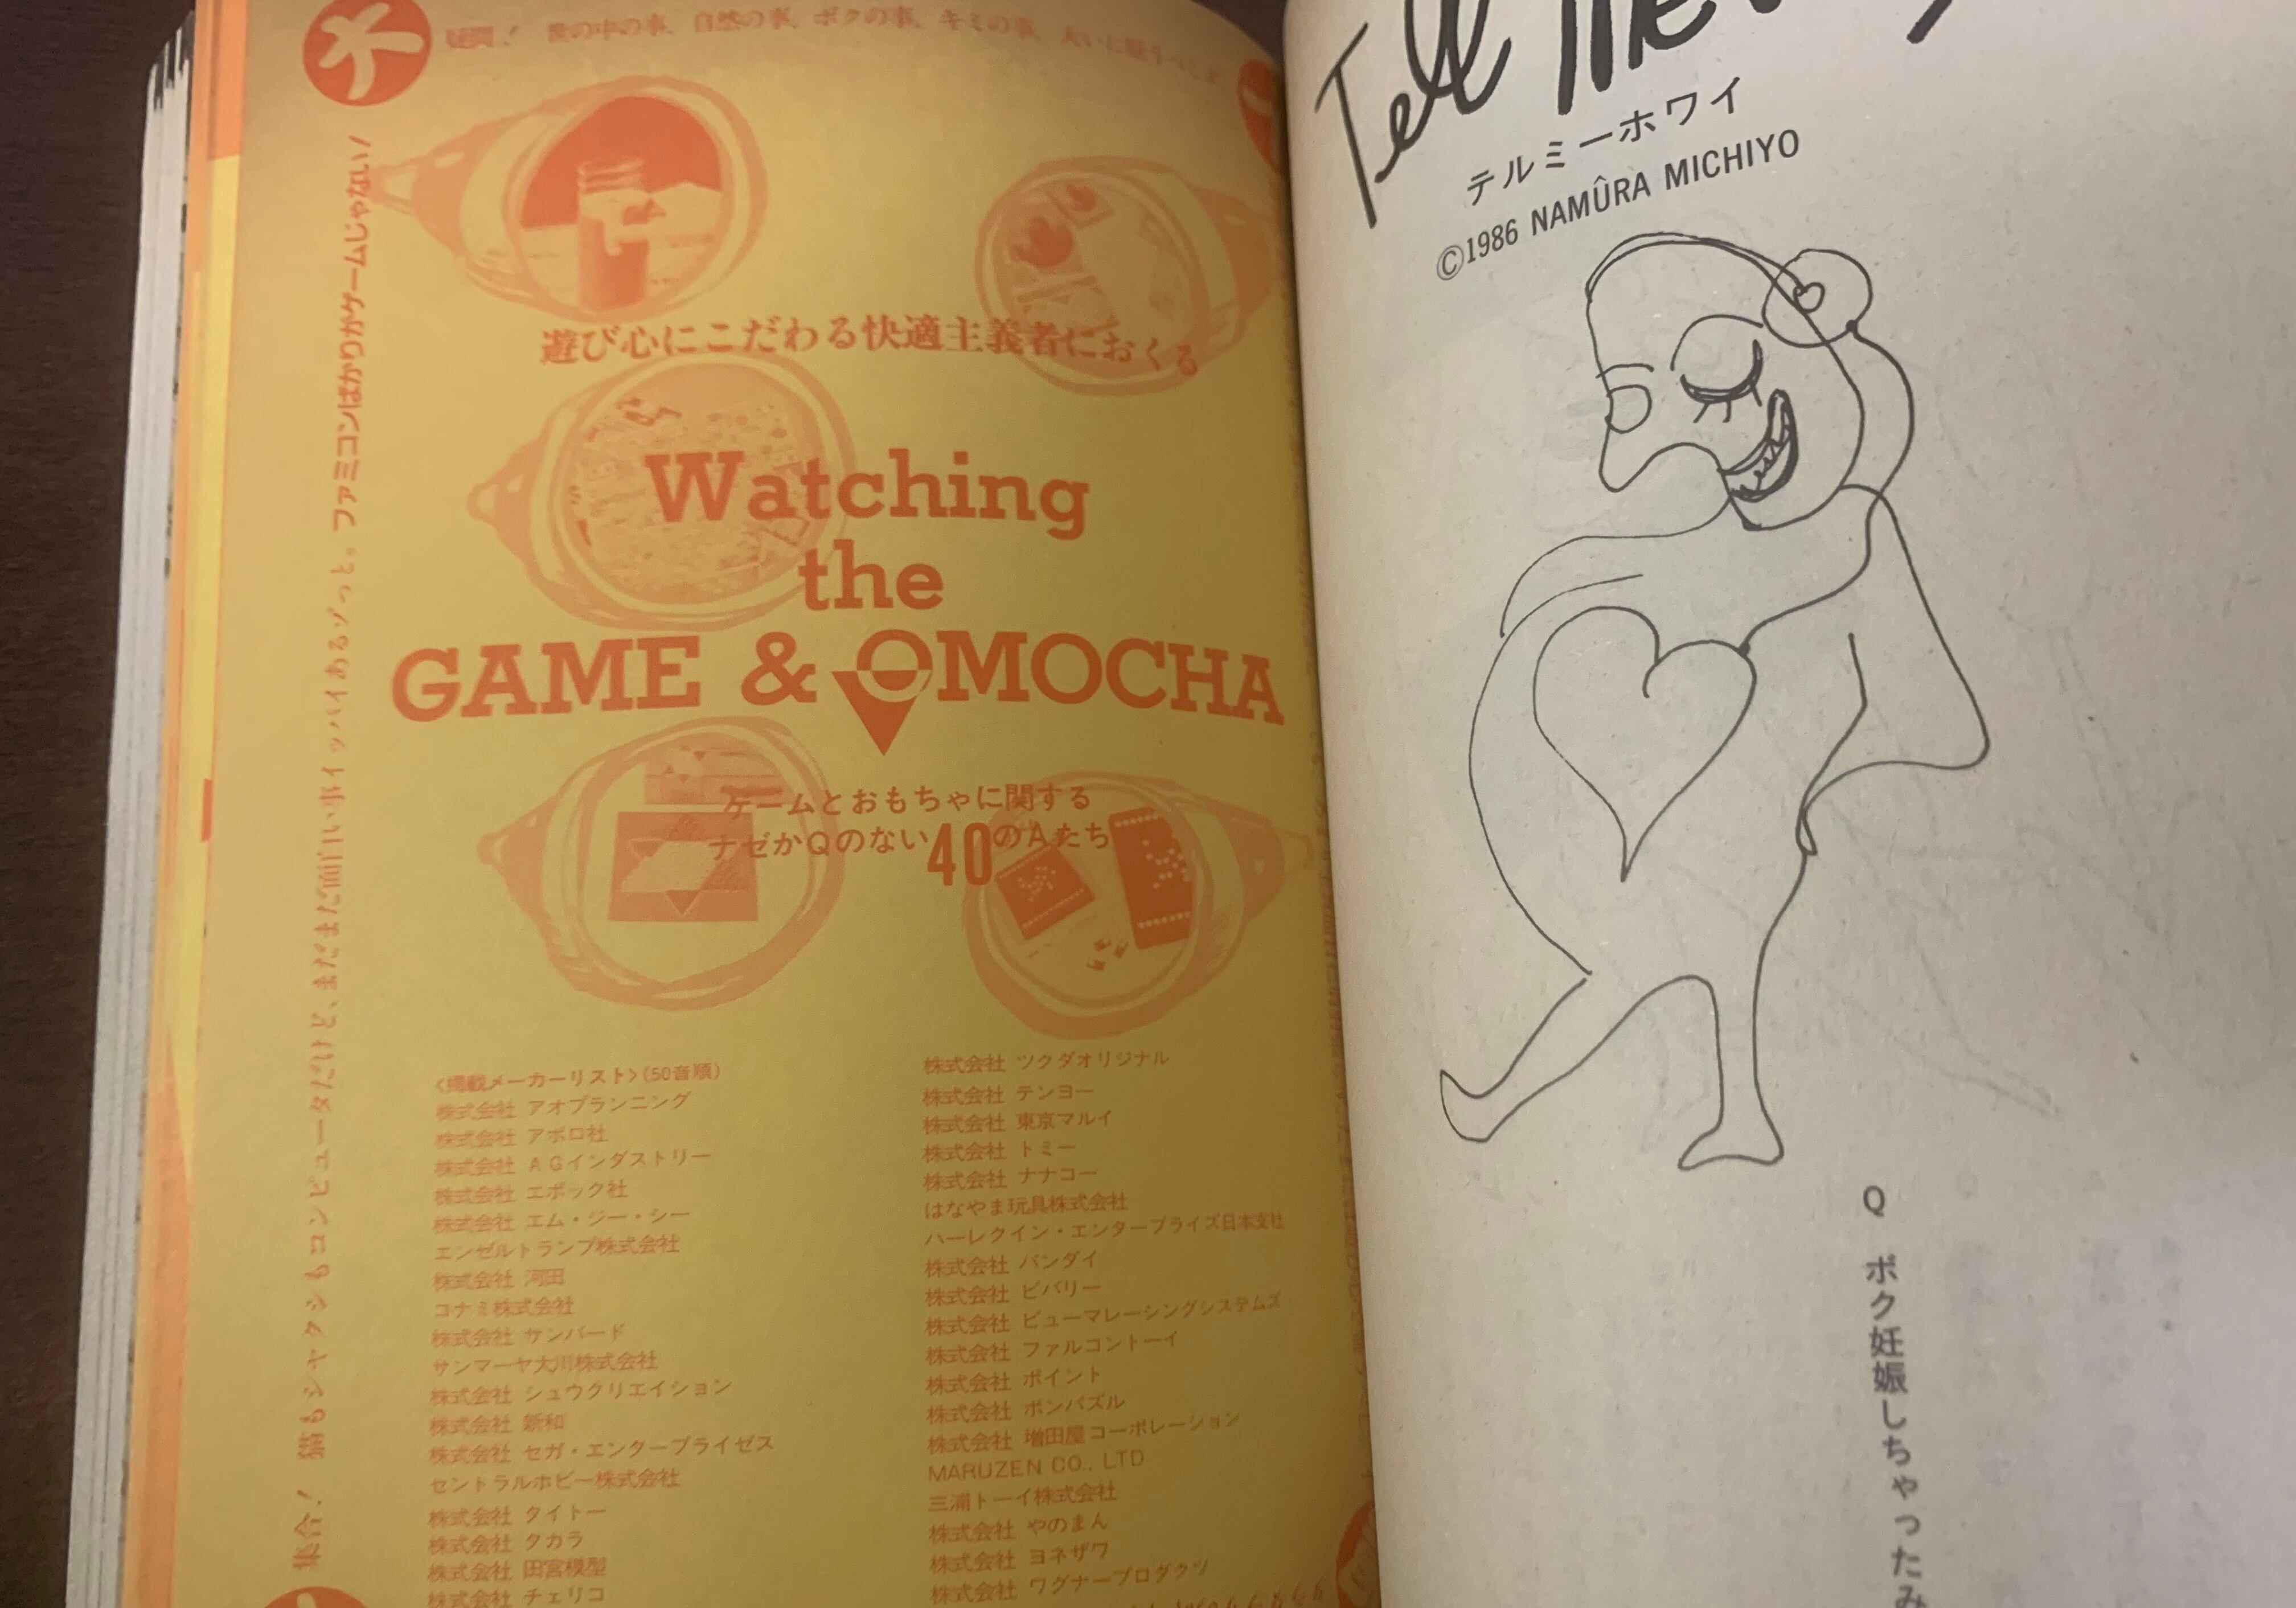 疑問！ 世の中の事、自然の事、ボクの事、キミの事、大いに疑うべしョ
集合！ 猫もシャクシもコンピュータだけど、まだまだ面白い事イッパイあるゾっと。ファミコンばかりがゲームじゃない！
遊び心にこだわる快適主義者におくる
Watching
the
GAME & OMOCHA
ゲームとおもちゃに関する
ナゼかQのない40のAたち
〈掲載メーカーリスト〉(50音順)
株式会社 アオプランニング
株式会社 アポロ社
株式会社 AGインダストリー
株式会社 エポック社
株式会社 エム・ジー・シー
エンゼルトランプ株式会社
株式会社 河田
コナミ株式会社
株式会社 サンバード
サンマーヤ大川株式会社
株式会社 シュウクリエイション
株式会社 新和
株式会社 セガ・エンタープライゼス
セントラルホビー株式会社
株式会社 タイトー
株式会社 タカラ
株式会社 田宮模型
株式会社 チェリコ
株式会社 ツクダオリジナル
株式会社 テンヨー
株式会社 東京マルイ
株式会社 トミー
株式会社 ナナコー
はなやま玩具株式会社
ハーレクイン・エンタープライズ日本支社
株式会社 バンダイ
株式会社 ビバリー
株式会社 ピューマレーシングシステムズ
株式会社 ファルコントーイ
株式会社 ポイント
株式会社 ポンパズル
株式会社 増田屋コーポレーション
MARUZEN CO., LTD
三浦トーイ株式会社
株式会社 やのまん
株式会社 ヨネザワ
株式会社 ワグナープロダクツ
Tell Me
テルミーホワイ
©1986 NAMÛRA MICHIYO
Q ボク妊娠しちゃったみ